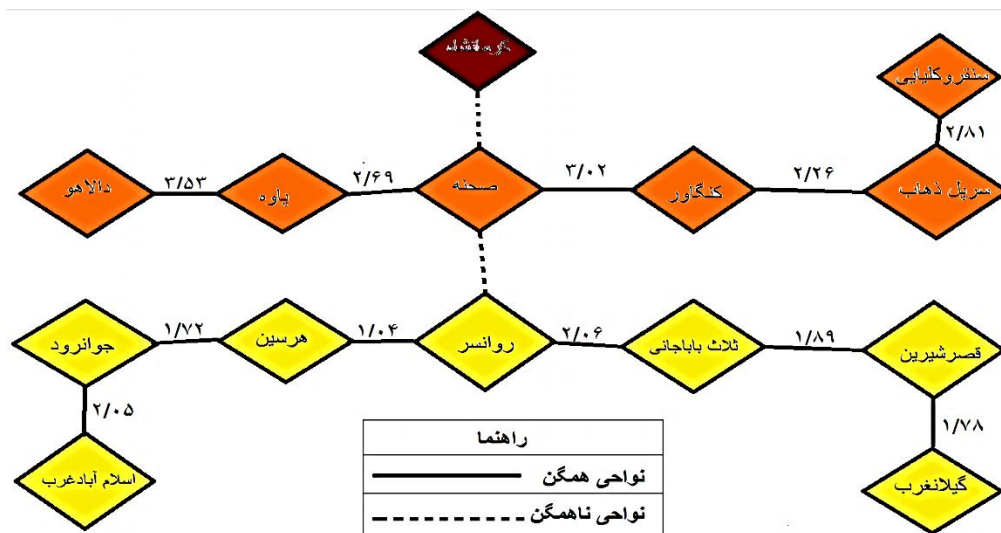 کرمانشاه
سنقروکلیایی
۲/۸۱
دالاهو
۳/۵۳
پاوه
۲/۶۹
صحنه
۳/۰۲
کنگاور
۲/۲۶
سرپل ذهاب
جوانرود
۱/۷۲
هرسین
۱/۰۴
روانسر
۲/۰۶
ثلاث باباجانی
۱/۸۹
قصرشیرین
۲/۰۵
۱/۷۸
اسلام آبادغرب
گیلانغرب
راهنما
نواحی همگن
نواحی ناهمگن